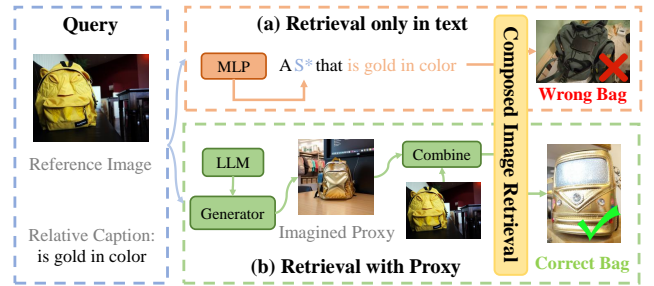 Query
Reference Image
Relative Caption:
is gold in color
(a) Retrieval only in text
MLP
A S* that is gold in color
Wrong Bag
Composed Image Retrieval
LLM
Generator
Imagined Proxy
Combine
Correct Bag
(b) Retrieval with Proxy